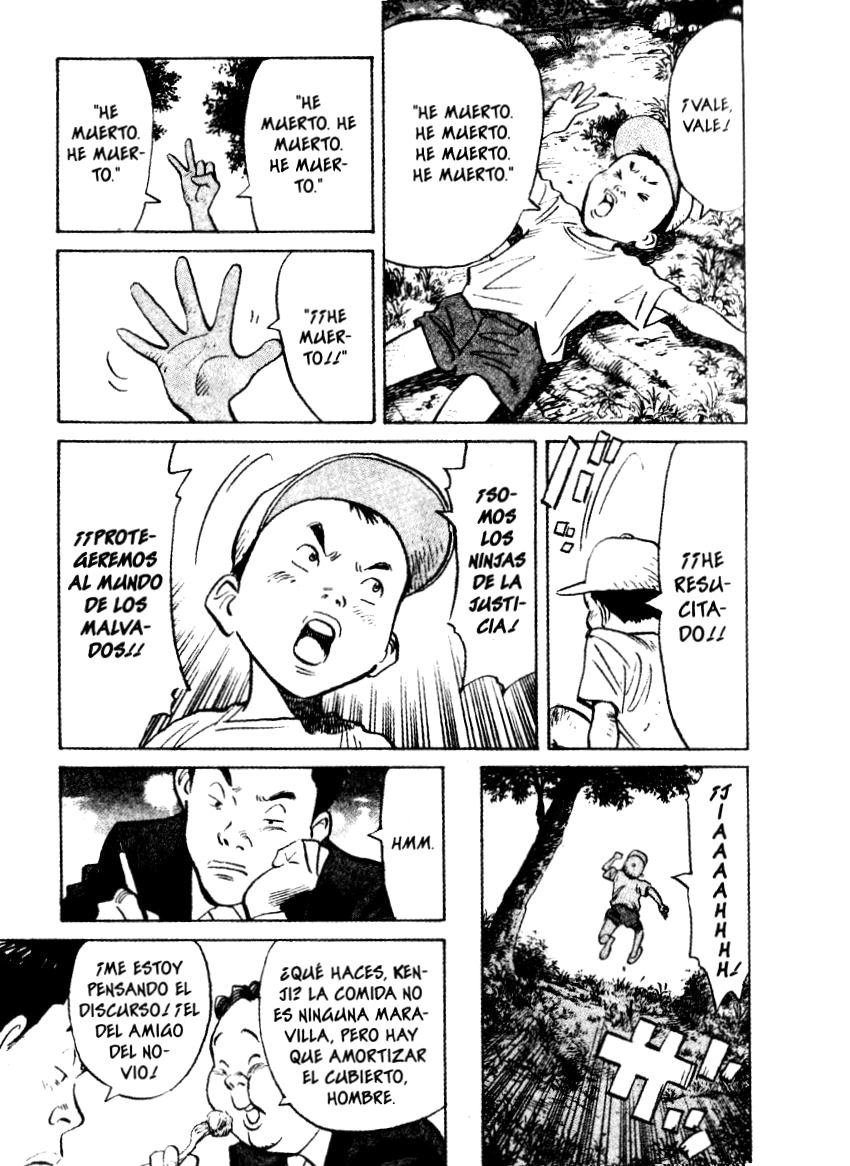 ¡VALE,
VALE!
"HE MUERTO.
HE MUERTO.
HE MUERTO.
HE MUERTO."
"HE
MUERTO. HE
MUERTO.
HE MUER-
TO."
"HE
MUERTO.
HE MUER-
TO."
"¡¡HE
MUER-
TO!!"
¡¡HE
RESU-
CITA-
DO!!
¡SO-
MOS
LOS
NINJAS
DE LA
JUSTI-
CIA!
¡¡PROTE-
GEREMOS
AL MUNDO
DE LOS
MALVA-
DOS!!
¡JIAAAAHHHH!
ザ
HMM.
¿QUÉ HACES, KEN-
JI? LA COMIDA NO
ES NINGUNA MARA-
VILLA, PERO HAY
QUE AMORTIZAR
EL CUBIERTO,
HOMBRE.
¡ME ESTOY
PENSANDO EL
DISCURSO! ¡EL
DEL AMIGO
DEL NO-
VIO!